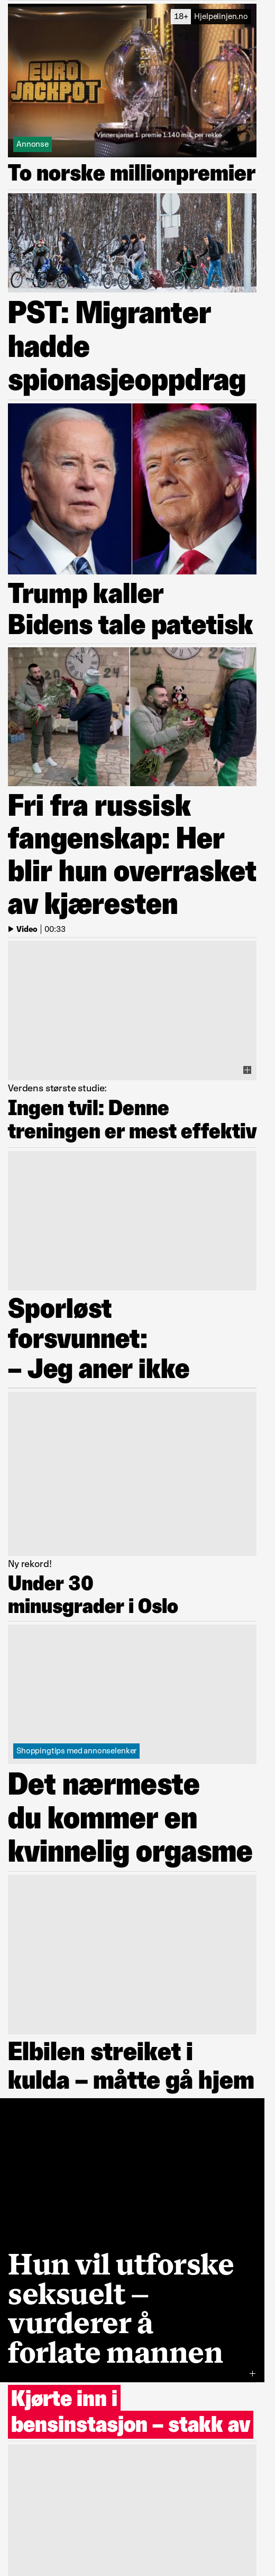 18+ Hjelpelinjen.no
EURO
JACKPOT
Vinnersjanse 1. premie 1:140 mill. per rekke
Annonse
To norske millionpremier
PST: Migranter
hadde
spionasjeoppdrag
Trump kaller
Bidens tale patetisk
20 24
Fri fra russisk
fangenskap: Her
blir hun overrasket
av kjæresten
Video | 00:33
Verdens største studie:
Ingen tvil: Denne
treningen er mest effektiv
Sporløst
forsvunnet:
– Jeg aner ikke
Ny rekord!
Under 30
minusgrader i Oslo
Shoppingtips med annonselenker
Det nærmeste
du kommer en
kvinnelig orgasme
Elbilen streiket i
kulda – måtte gå hjem
Hun vil utforske
seksuelt –
vurderer å
forlate mannen
Kjørte inn i
bensinstasjon – stakk av